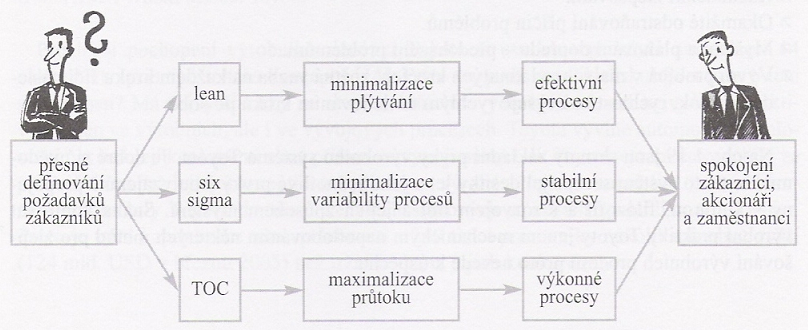 ?
lean
minimalizace
plýtvání
efektivní
procesy
přesné
definování
požadavků
zákazníků
six
sigma
minimalizace
variability procesů
stabilní
procesy
spokojení
zákazníci,
akcionáři
a zaměstnanci
TOC
maximalizace
průtoku
výkonné
procesy